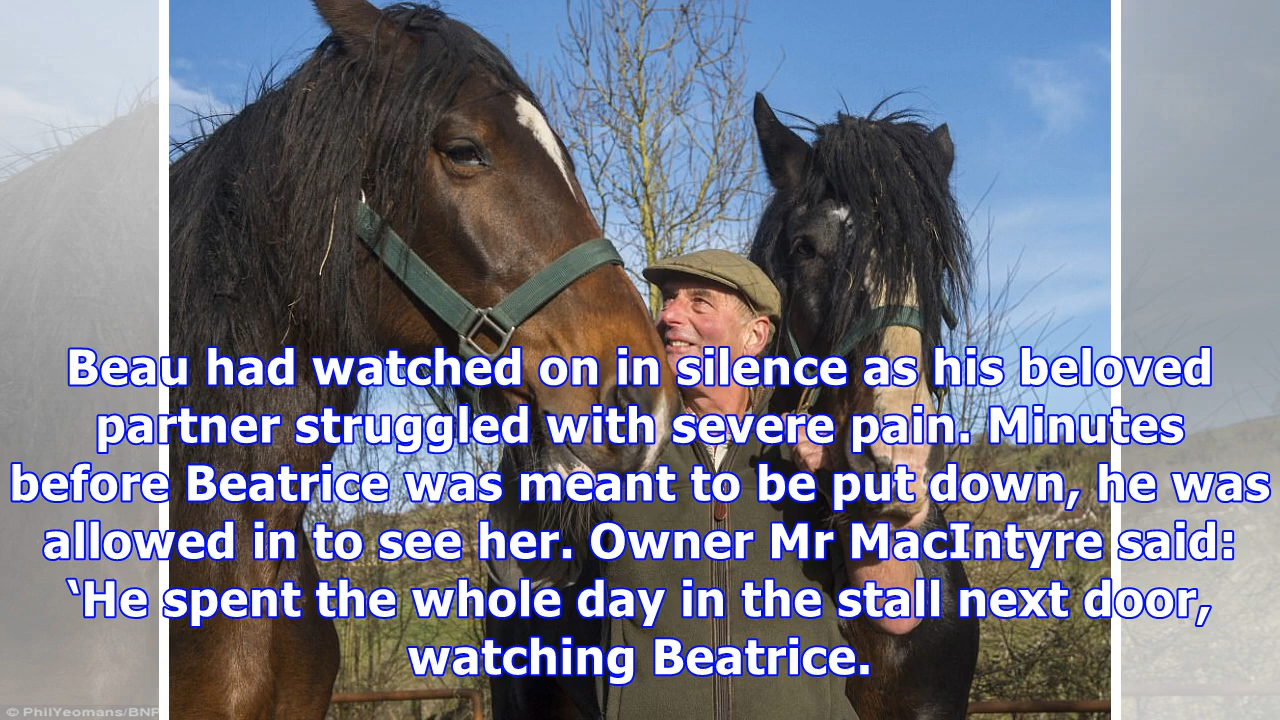 Beau had watched on in silence as his beloved
partner struggled with severe pain. Minutes
before Beatrice was meant to be put down, he was
allowed in to see her. Owner Mr MacIntyre said:
‘He spent the whole day in the stall next door,
watching Beatrice.
© PhilYeomans/BNP